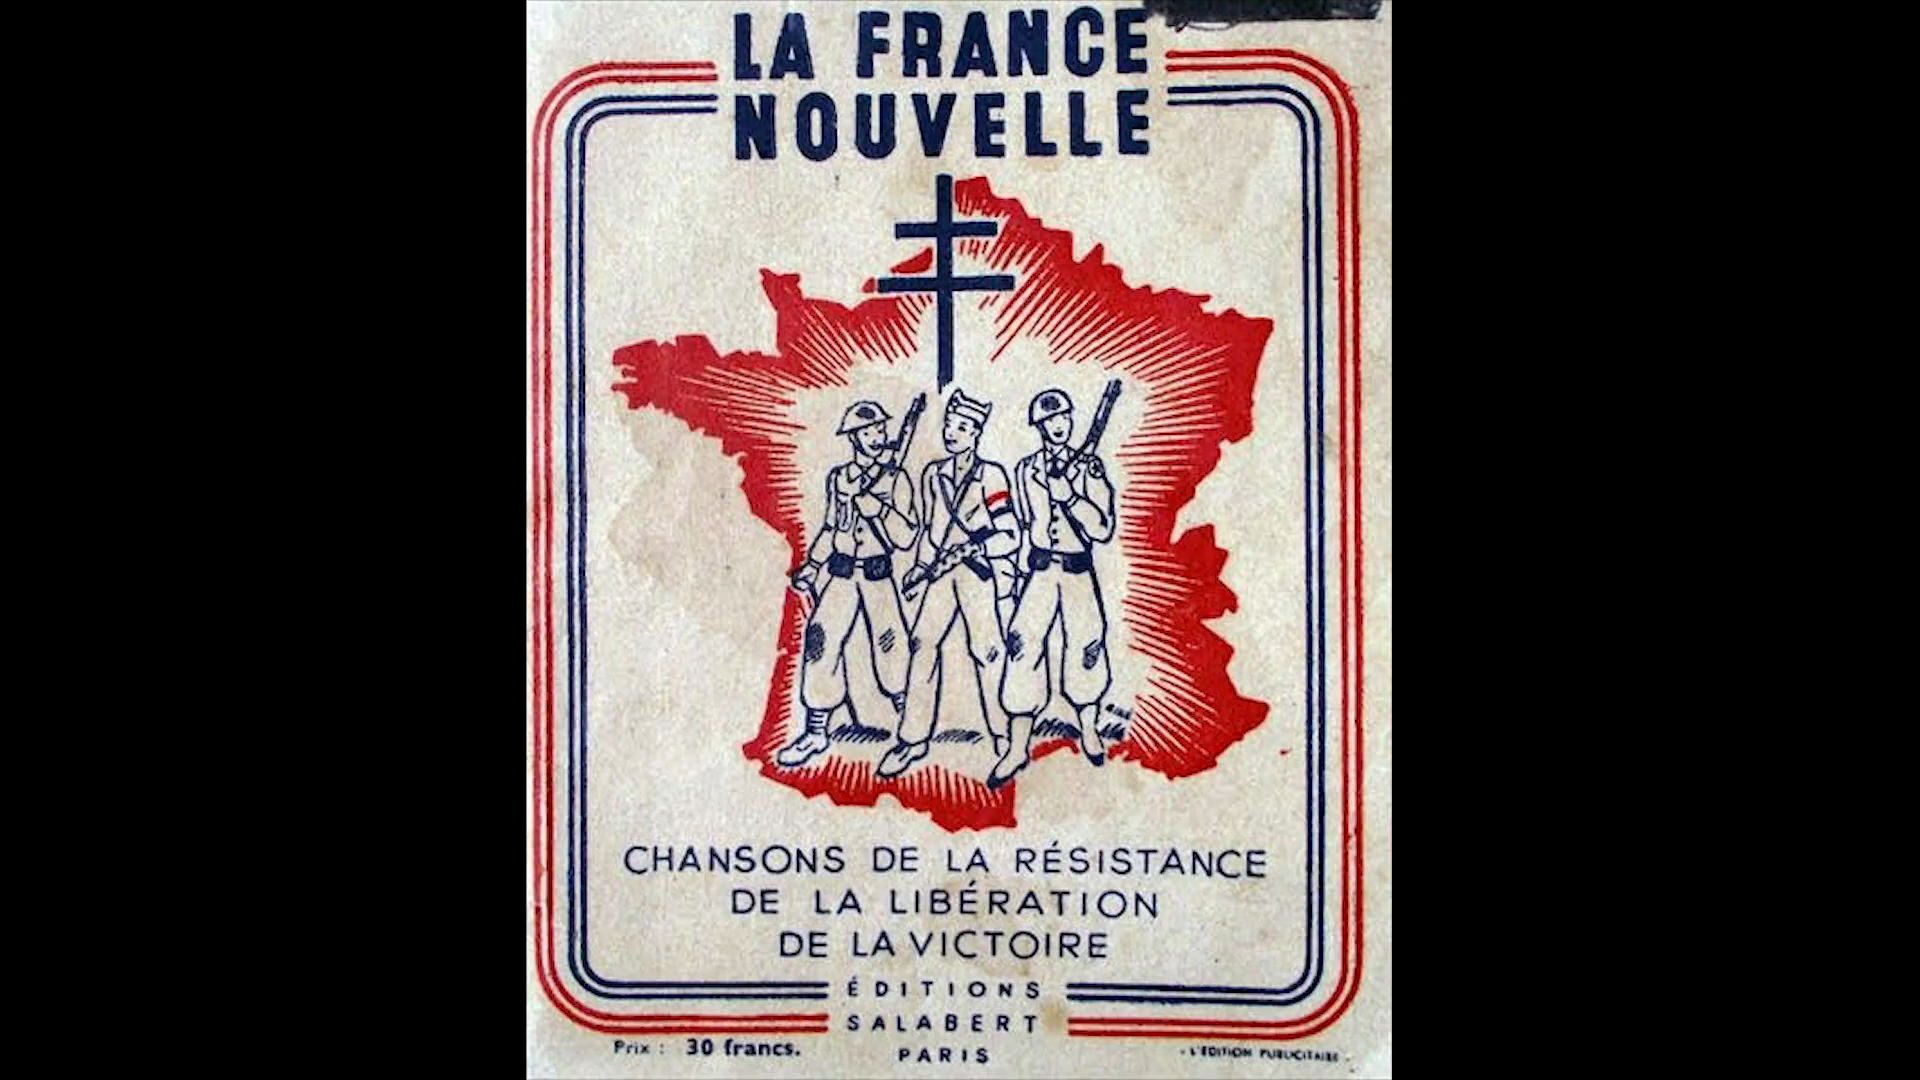 LA FRANCE
NOUVELLE
CHANSONS DE LA RÉSISTANCE
DE LA LIBÉRATION
DE LA VICTOIRE
ÉDITIONS
SALABERT
PARIS
Prix : 30 francs.
- L'ÉDITION PUBLICITAIRE -